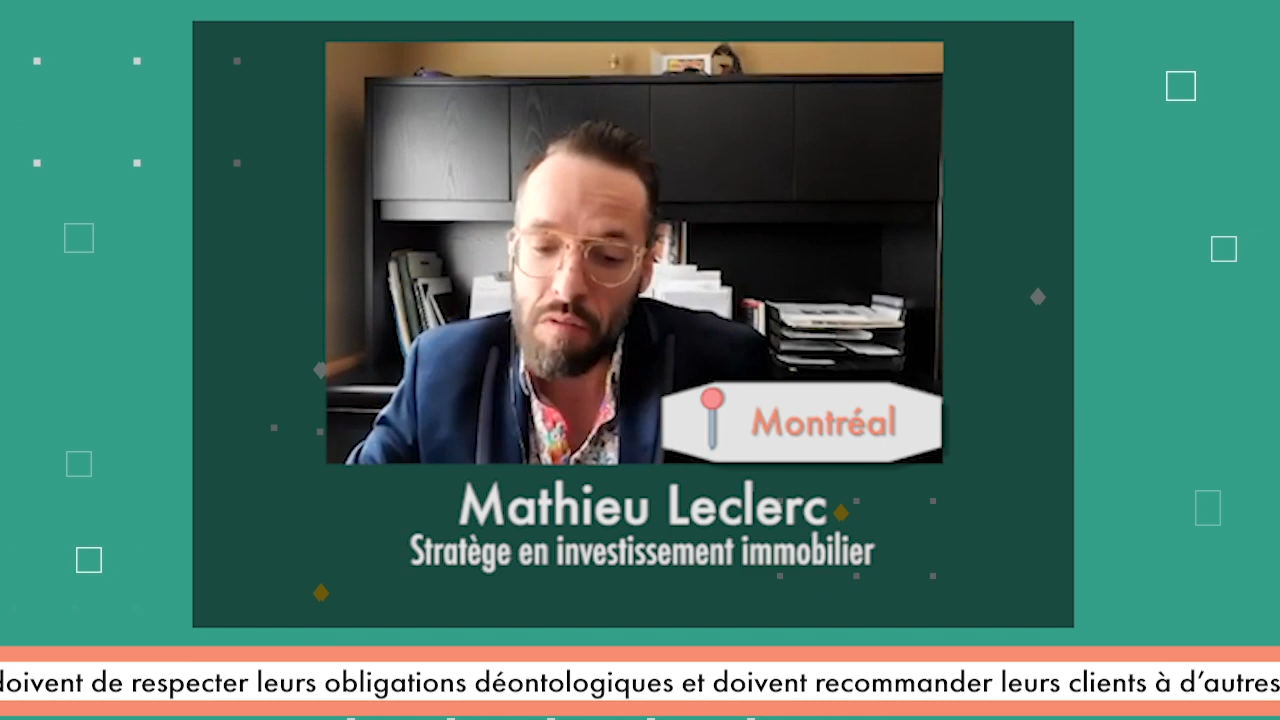 Montréal
Mathieu Leclerc
Stratège en investissement immobilier
doivent de respecter leurs obligations déontologiques et doivent recommander leurs clients à d'autres